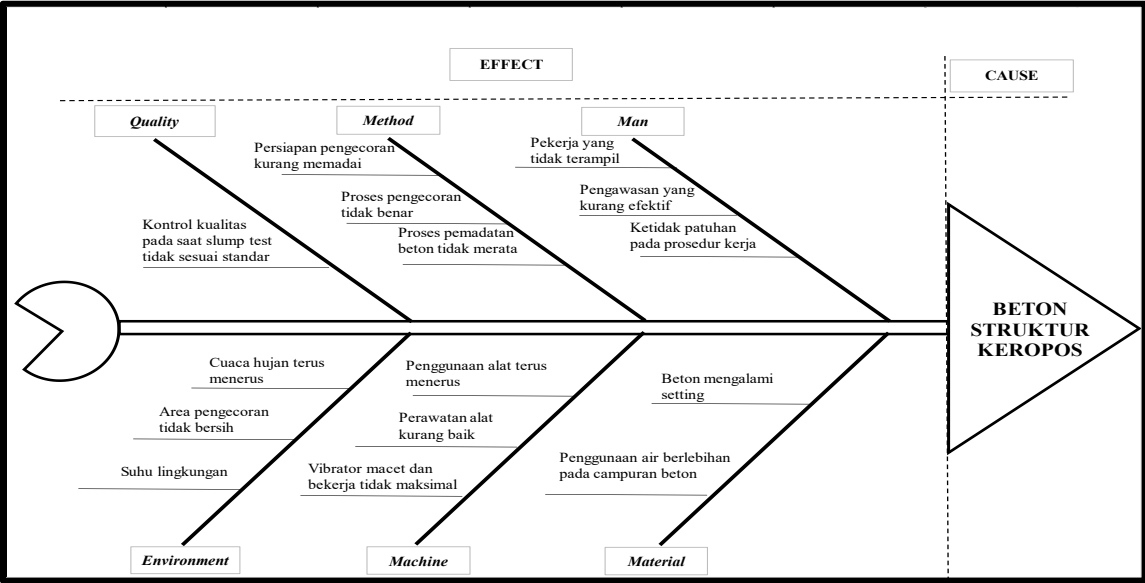 EFFECT
CAUSE
Quality
Method
Man
Persiapan pengecoran
kurang memadai
Proses pengecoran
tidak benar
Proses pemadatan
beton tidak merata
Pekerja yang
tidak terampil
Pengawasan yang
kurang efektif
Ketidak patuhan
pada prosedur kerja
Kontrol kualitas
pada saat slump test
tidak sesuai standar
BETON
STRUKTUR
KEROPOS
Cuaca hujan terus
menerus
Area pengecoran
tidak bersih
Suhu lingkungan
Penggunaan alat terus
menerus
Perawatan alat
kurang baik
Vibrator macet dan
bekerja tidak maksimal
Beton mengalami
setting
Penggunaan air berlebihan
pada campuran beton
Environment
Machine
Material